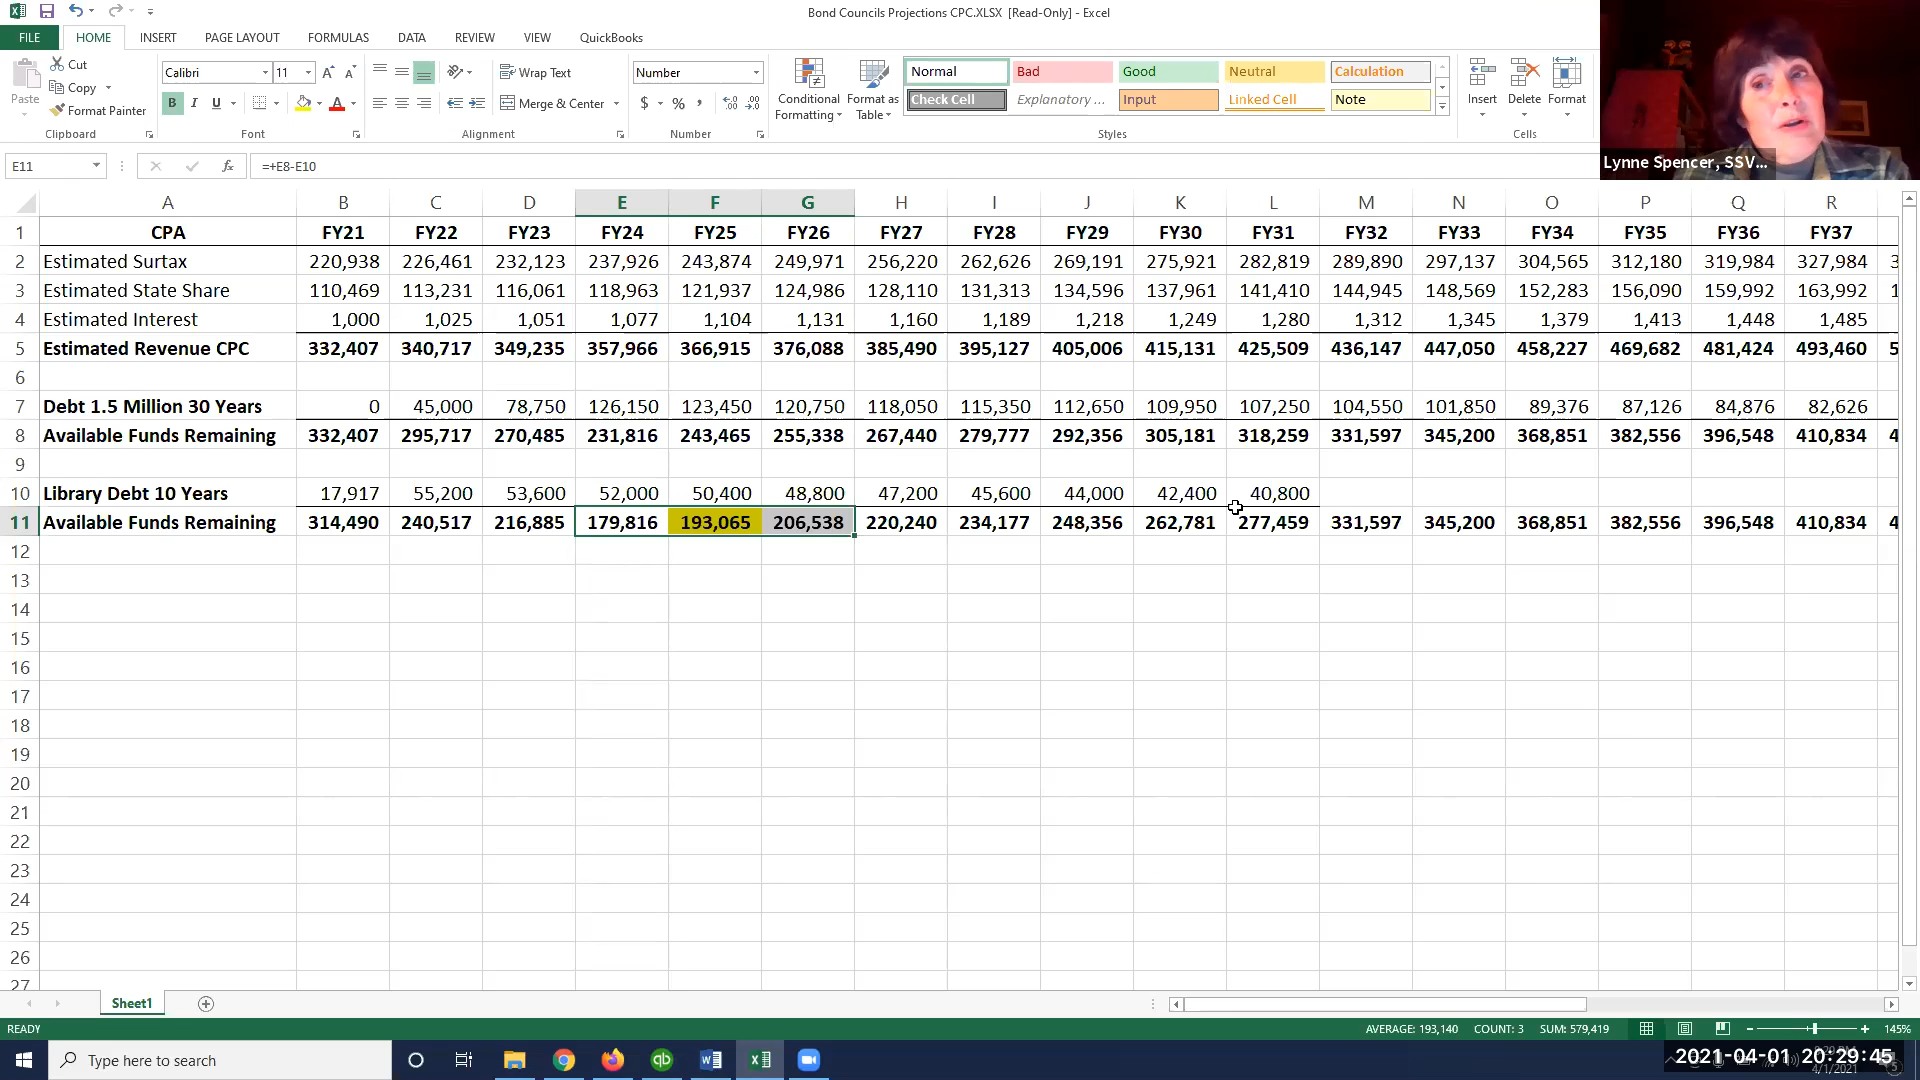 Bond Councils Projections CPC.XLSX [Read-Only] - Excel
FILE HOME INSERT PAGE LAYOUT FORMULAS DATA REVIEW VIEW QuickBooks
Paste Cut Copy Format Painter Clipboard
Calibri 11 B I U A Font
Wrap Text Merge & Center Alignment
Number $ % , Number
Conditional Formatting Format as Table
Normal Bad Good Neutral Calculation
Check Cell Explanatory ... Input Linked Cell Note
Styles
Insert Delete Format Cells
Lynne Spencer, SSV...
E11 fx =+E8-E10
A B C D E F G H I J K L M N O P Q R
1 CPA FY21 FY22 FY23 FY24 FY25 FY26 FY27 FY28 FY29 FY30 FY31 FY32 FY33 FY34 FY35 FY36 FY37
2 Estimated Surtax 220,938 226,461 232,123 237,926 243,874 249,971 256,220 262,626 269,191 275,921 282,819 289,890 297,137 304,565 312,180 319,984 327,984 3
3 Estimated State Share 110,469 113,231 116,061 118,963 121,937 124,986 128,110 131,313 134,596 137,961 141,410 144,945 148,569 152,283 156,090 159,992 163,992 1
4 Estimated Interest 1,000 1,025 1,051 1,077 1,104 1,131 1,160 1,189 1,218 1,249 1,280 1,312 1,345 1,379 1,413 1,448 1,485
5 Estimated Revenue CPC 332,407 340,717 349,235 357,966 366,915 376,088 385,490 395,127 405,006 415,131 425,509 436,147 447,050 458,227 469,682 481,424 493,460 5
6
7 Debt 1.5 Million 30 Years 0 45,000 78,750 126,150 123,450 120,750 118,050 115,350 112,650 109,950 107,250 104,550 101,850 89,376 87,126 84,876 82,626
8 Available Funds Remaining 332,407 295,717 270,485 231,816 243,465 255,338 267,440 279,777 292,356 305,181 318,259 331,597 345,200 368,851 382,556 396,548 410,834 4
9
10 Library Debt 10 Years 17,917 55,200 53,600 52,000 50,400 48,800 47,200 45,600 44,000 42,400 40,800
11 Available Funds Remaining 314,490 240,517 216,885 179,816 193,065 206,538 220,240 234,177 248,356 262,781 277,459 331,597 345,200 368,851 382,556 396,548 410,834 4
12
13
14
15
16
17
18
19
20
21
22
23
24
25
26
27
Sheet1
READY AVERAGE: 193,140 COUNT: 3 SUM: 579,419 145%
Type here to search
2021-04-01 20:29:45
4/1/2021